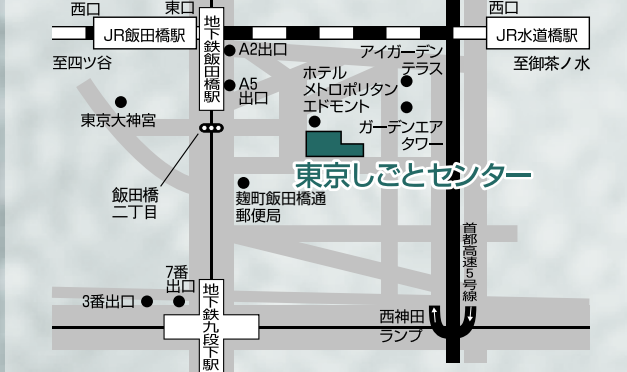 西口
東口
西口
JR飯田橋駅
地下鉄飯田橋駅
JR水道橋駅
至四ツ谷
A2出口
アイガーデン
テラス
至御茶ノ水
A5
出口
ホテル
メトロポリタン
エドモント
東京大神宮
ガーデンエア
タワー
東京しごとセンター
飯田橋
二丁目
麹町飯田橋通
郵便局
首都高速5号線
7番
出口
3番出口
地下鉄九段下駅
西神田
ランプ